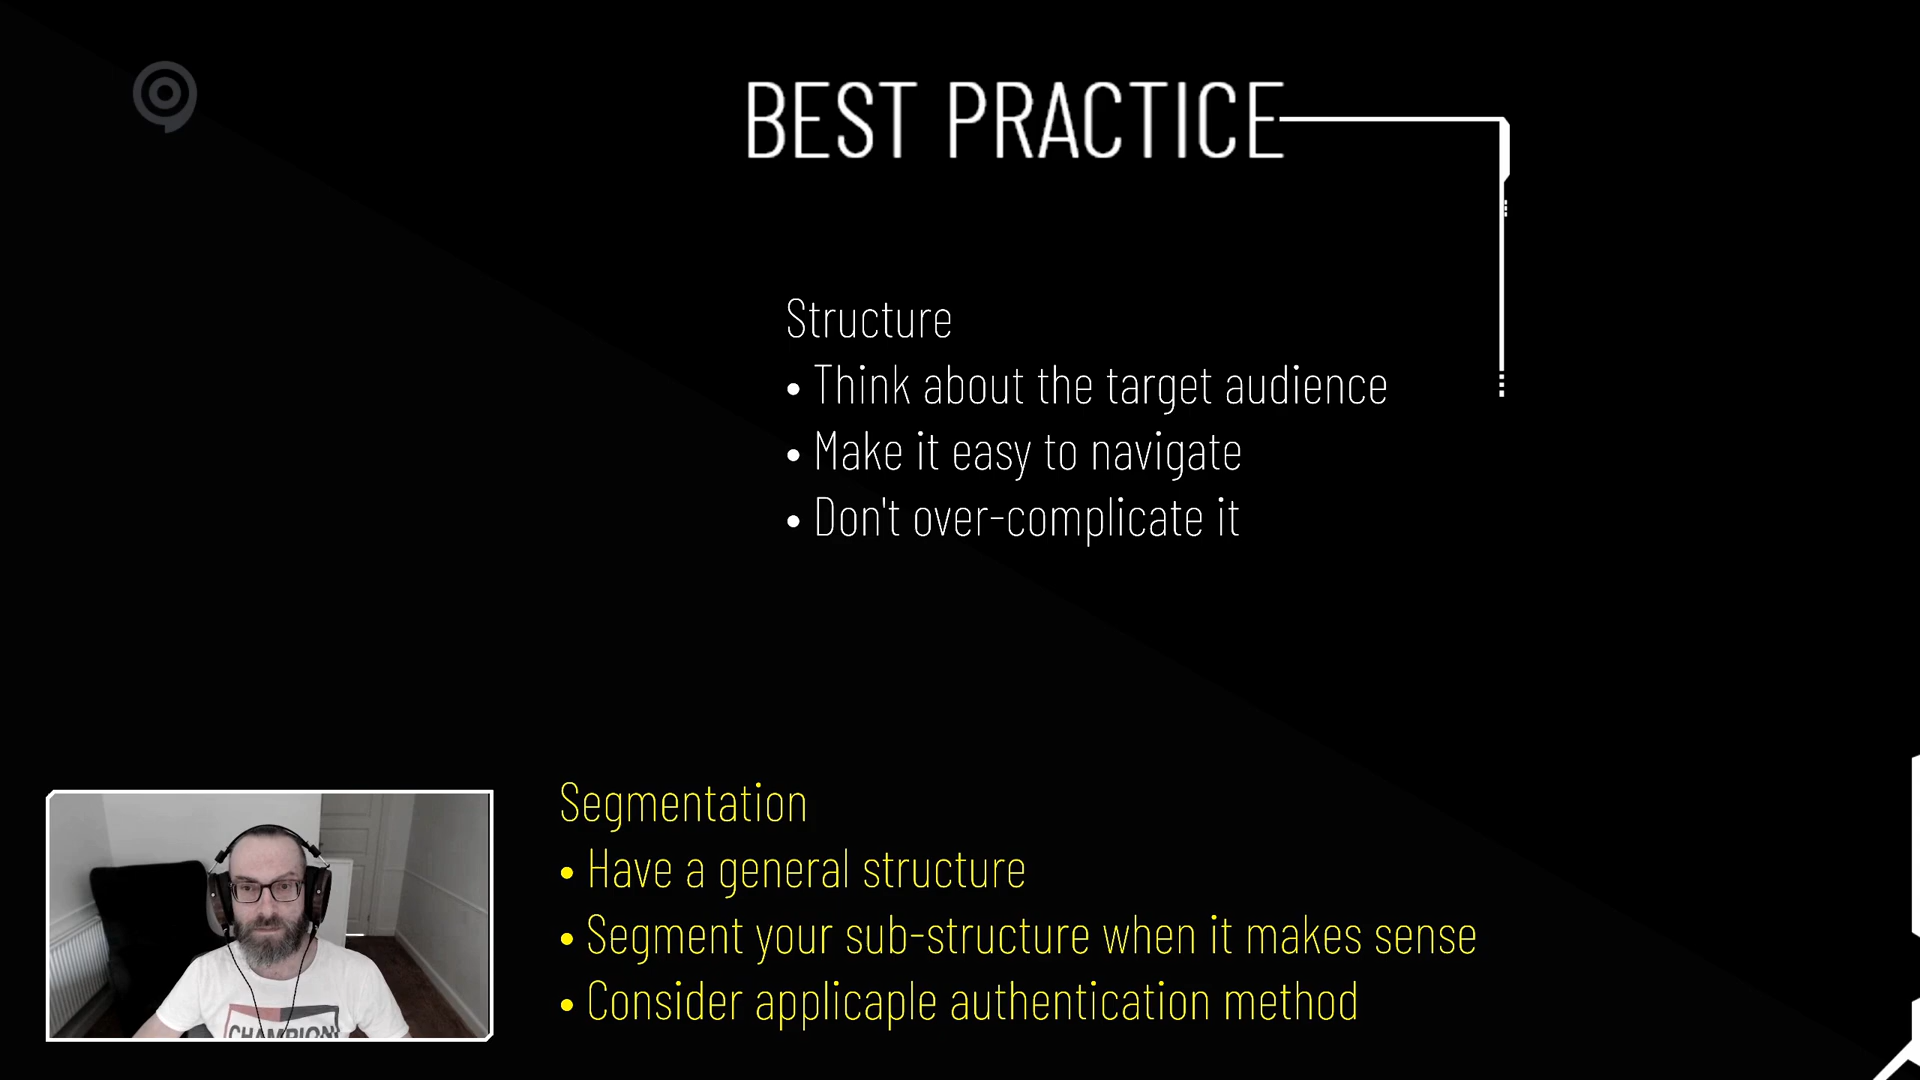 BEST PRACTICE
Structure
• Think about the target audience
• Make it easy to navigate
• Don't over-complicate it
Segmentation
• Have a general structure
• Segment your sub-structure when it makes sense
• Consider applicaple authentication method
CHAMPION